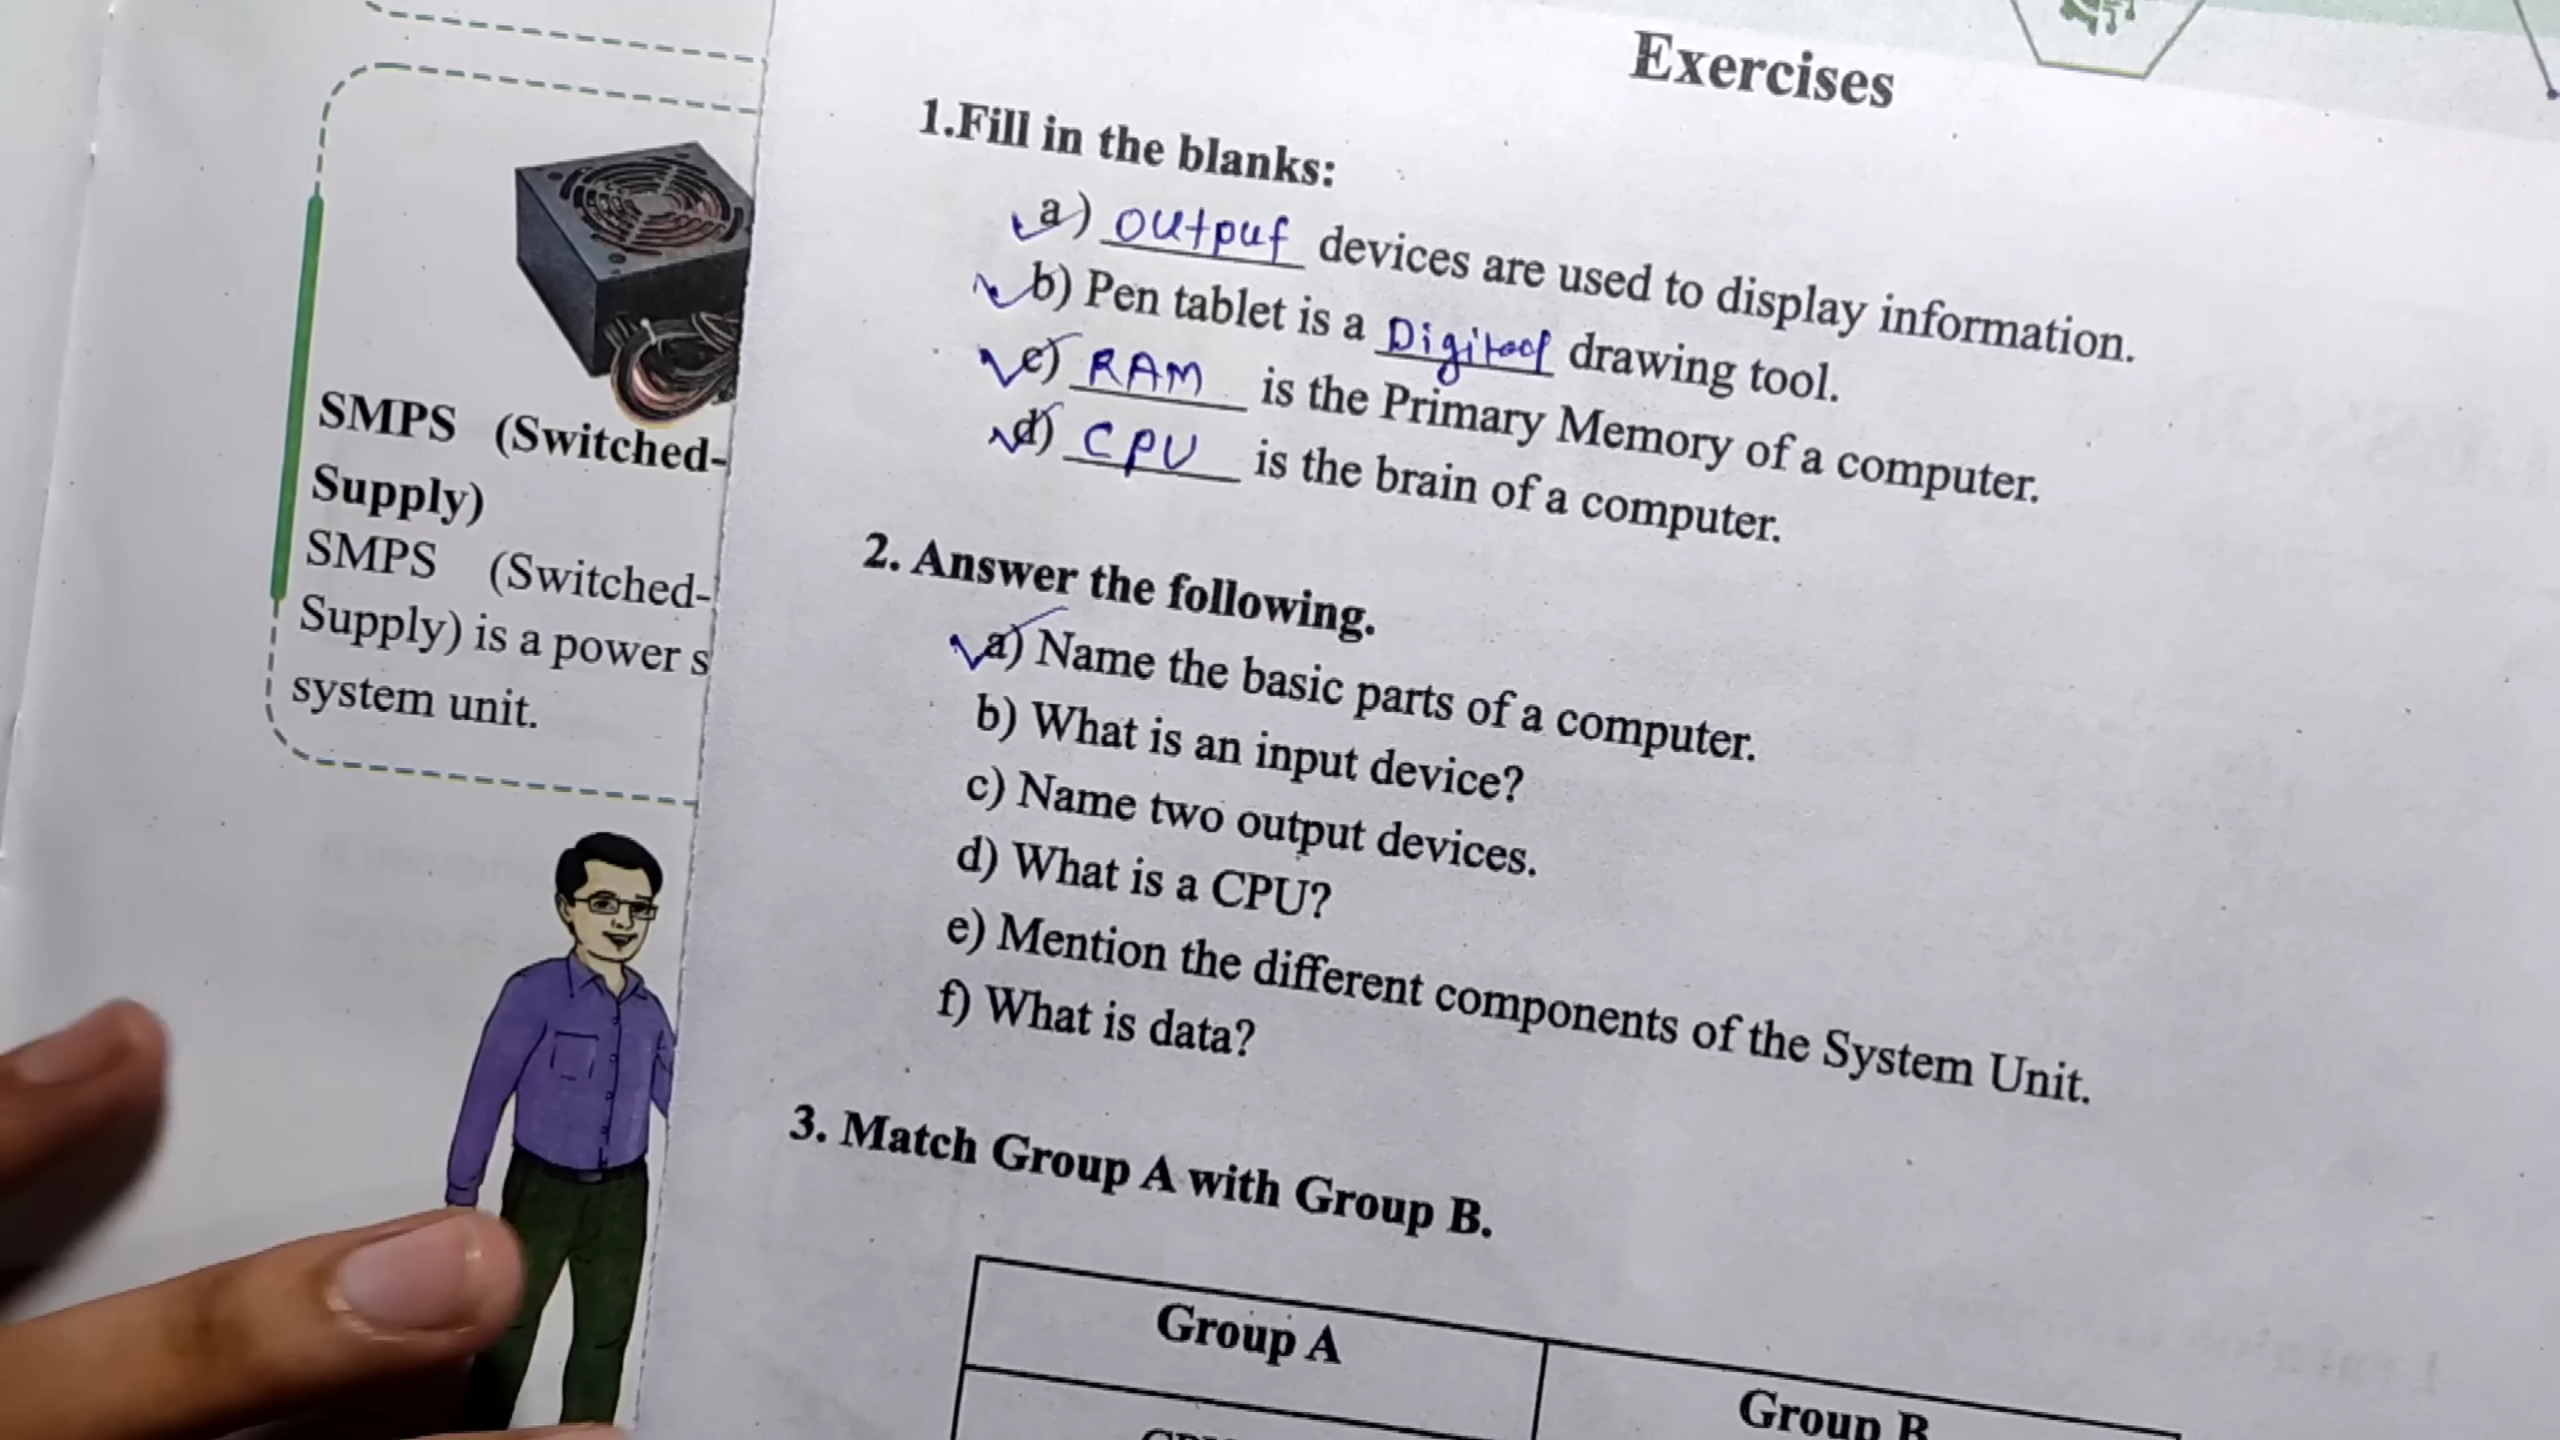 SMPS (Switched-
Supply)
SMPS (Switched-
Supply) is a power s
system unit.
Exercises
1.Fill in the blanks:
a) output devices are used to display information.
b) Pen tablet is a Digital drawing tool.
c) RAM is the Primary Memory of a computer.
d) CPU is the brain of a computer.
2. Answer the following.
a) Name the basic parts of a computer.
b) What is an input device?
c) Name two output devices.
d) What is a CPU?
e) Mention the different components of the System Unit.
f) What is data?
3. Match Group A with Group B.
Group A
Group B